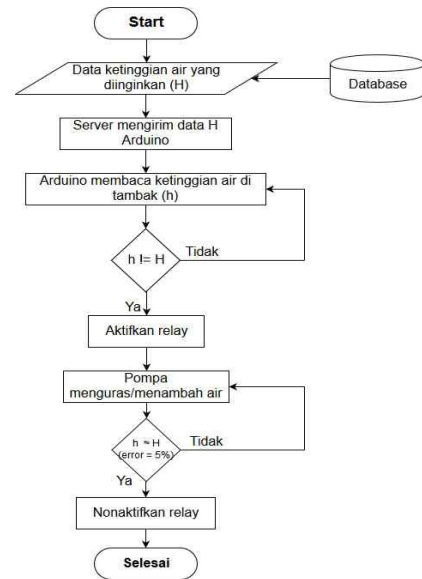 Start
Data ketinggian air yang
diinginkan (H)
Database
Server mengirim data H
Arduino
Arduino membaca ketinggian air di
tambak (h)
h != H
Tidak
Ya
Aktifkan relay
Pompa
menguras/menambah air
h ≈ H
(error = 5%)
Tidak
Ya
Nonaktifkan relay
Selesai